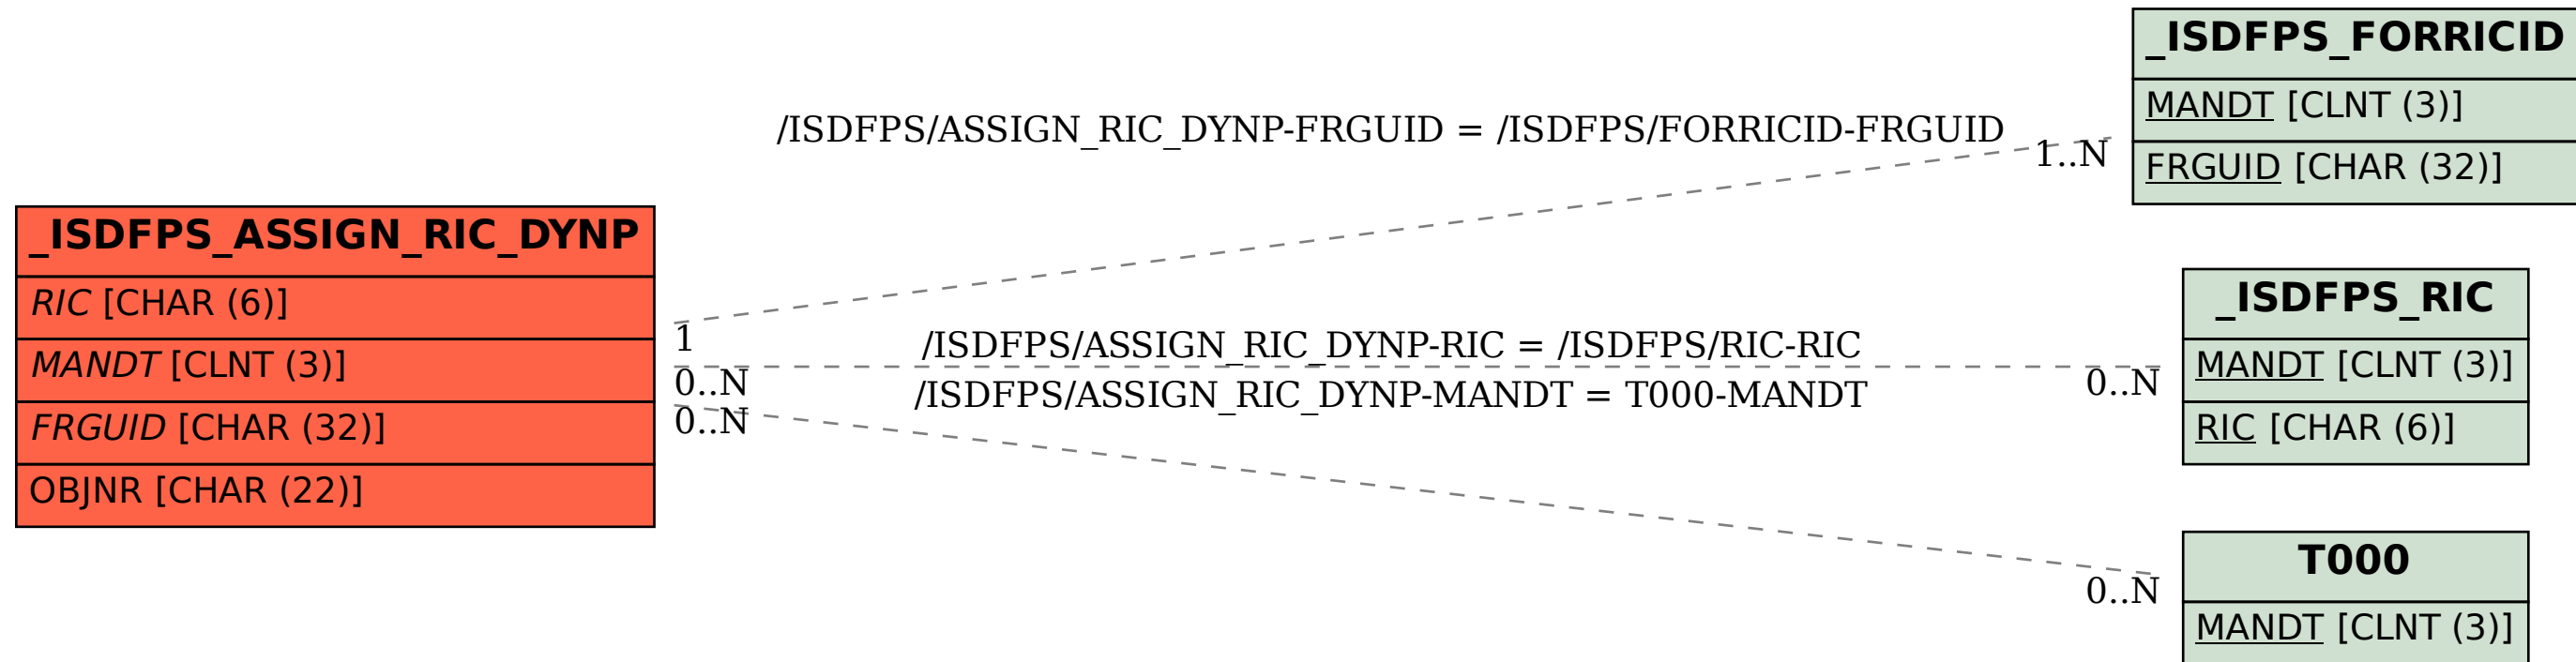 _ISDFPS_ASSIGN_RIC_DYNP
RIC [CHAR (6)]
MANDT [CLNT (3)]
FRGUID [CHAR (32)]
OBJNR [CHAR (22)]
/ISDFPS/ASSIGN_RIC_DYNP-FRGUID = /ISDFPS/FORRICID-FRGUID
1..N
1
/ISDFPS/ASSIGN_RIC_DYNP-RIC = /ISDFPS/RIC-RIC
0..N
0..N
/ISDFPS/ASSIGN_RIC_DYNP-MANDT = T000-MANDT
0..N
0..N
_ISDFPS_FORRICID
MANDT [CLNT (3)]
FRGUID [CHAR (32)]
_ISDFPS_RIC
MANDT [CLNT (3)]
RIC [CHAR (6)]
T000
MANDT [CLNT (3)]